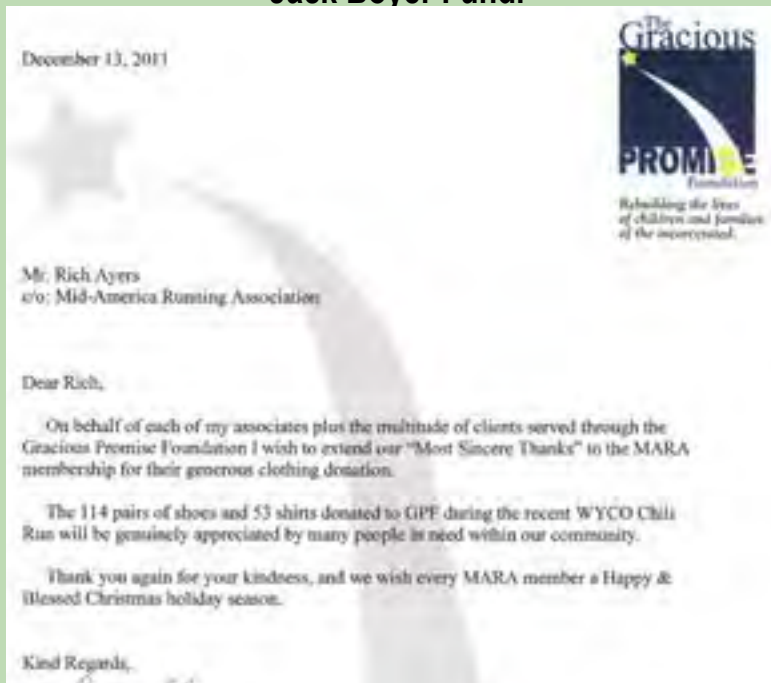 Jack Boyer Fund.
December 13, 2011
The
Gracious
PROMISE
Foundation
Rebuilding the lives
of children and families
of the incarcerated.
Mr. Rich Ayers
c/o: Mid-America Running Association
Dear Rich,
On behalf of each of my associates plus the multitude of clients served through the
Gracious Promise Foundation I wish to extend our "Most Sincere Thanks" to the MARA
membership for their generous clothing donation.
The 114 pairs of shoes and 53 shirts donated to GPF during the recent WYCO Chili
Run will be genuinely appreciated by many people in need within our community.
Thank you again for your kindness, and we wish every MARA member a Happy &
Blessed Christmas holiday season.
Kind Regards,